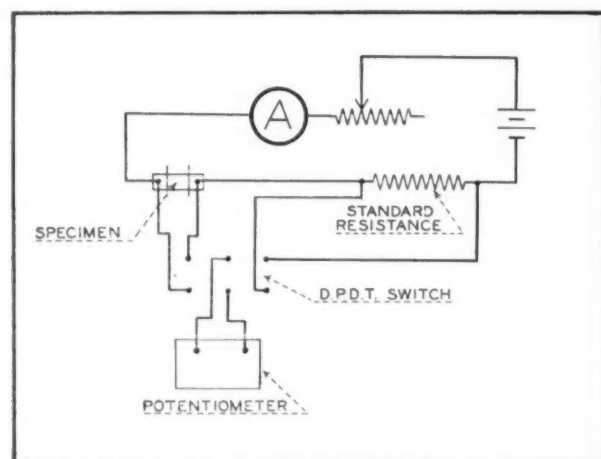 A
SPECIMEN
STANDARD
RESISTANCE
D.P.D.T. SWITCH
POTENTIOMETER